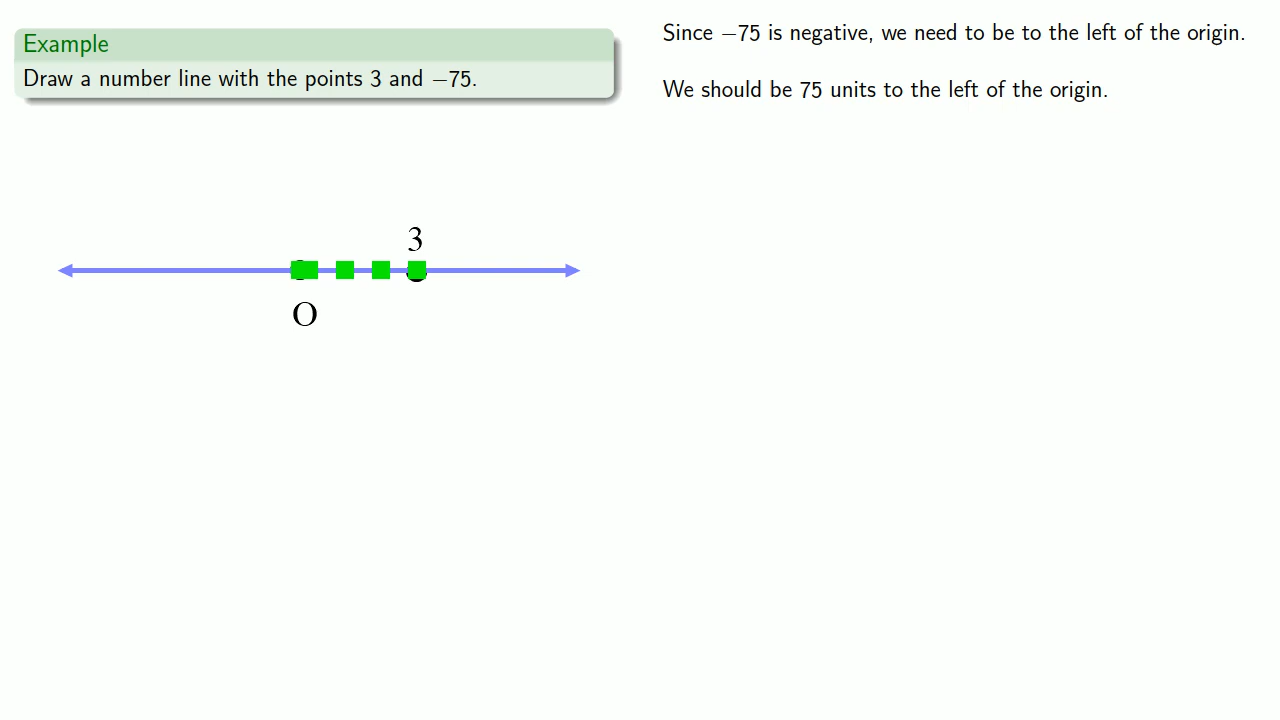 Example
Draw a number line with the points 3 and −75.
Since −75 is negative, we need to be to the left of the origin.
We should be 75 units to the left of the origin.
3
O